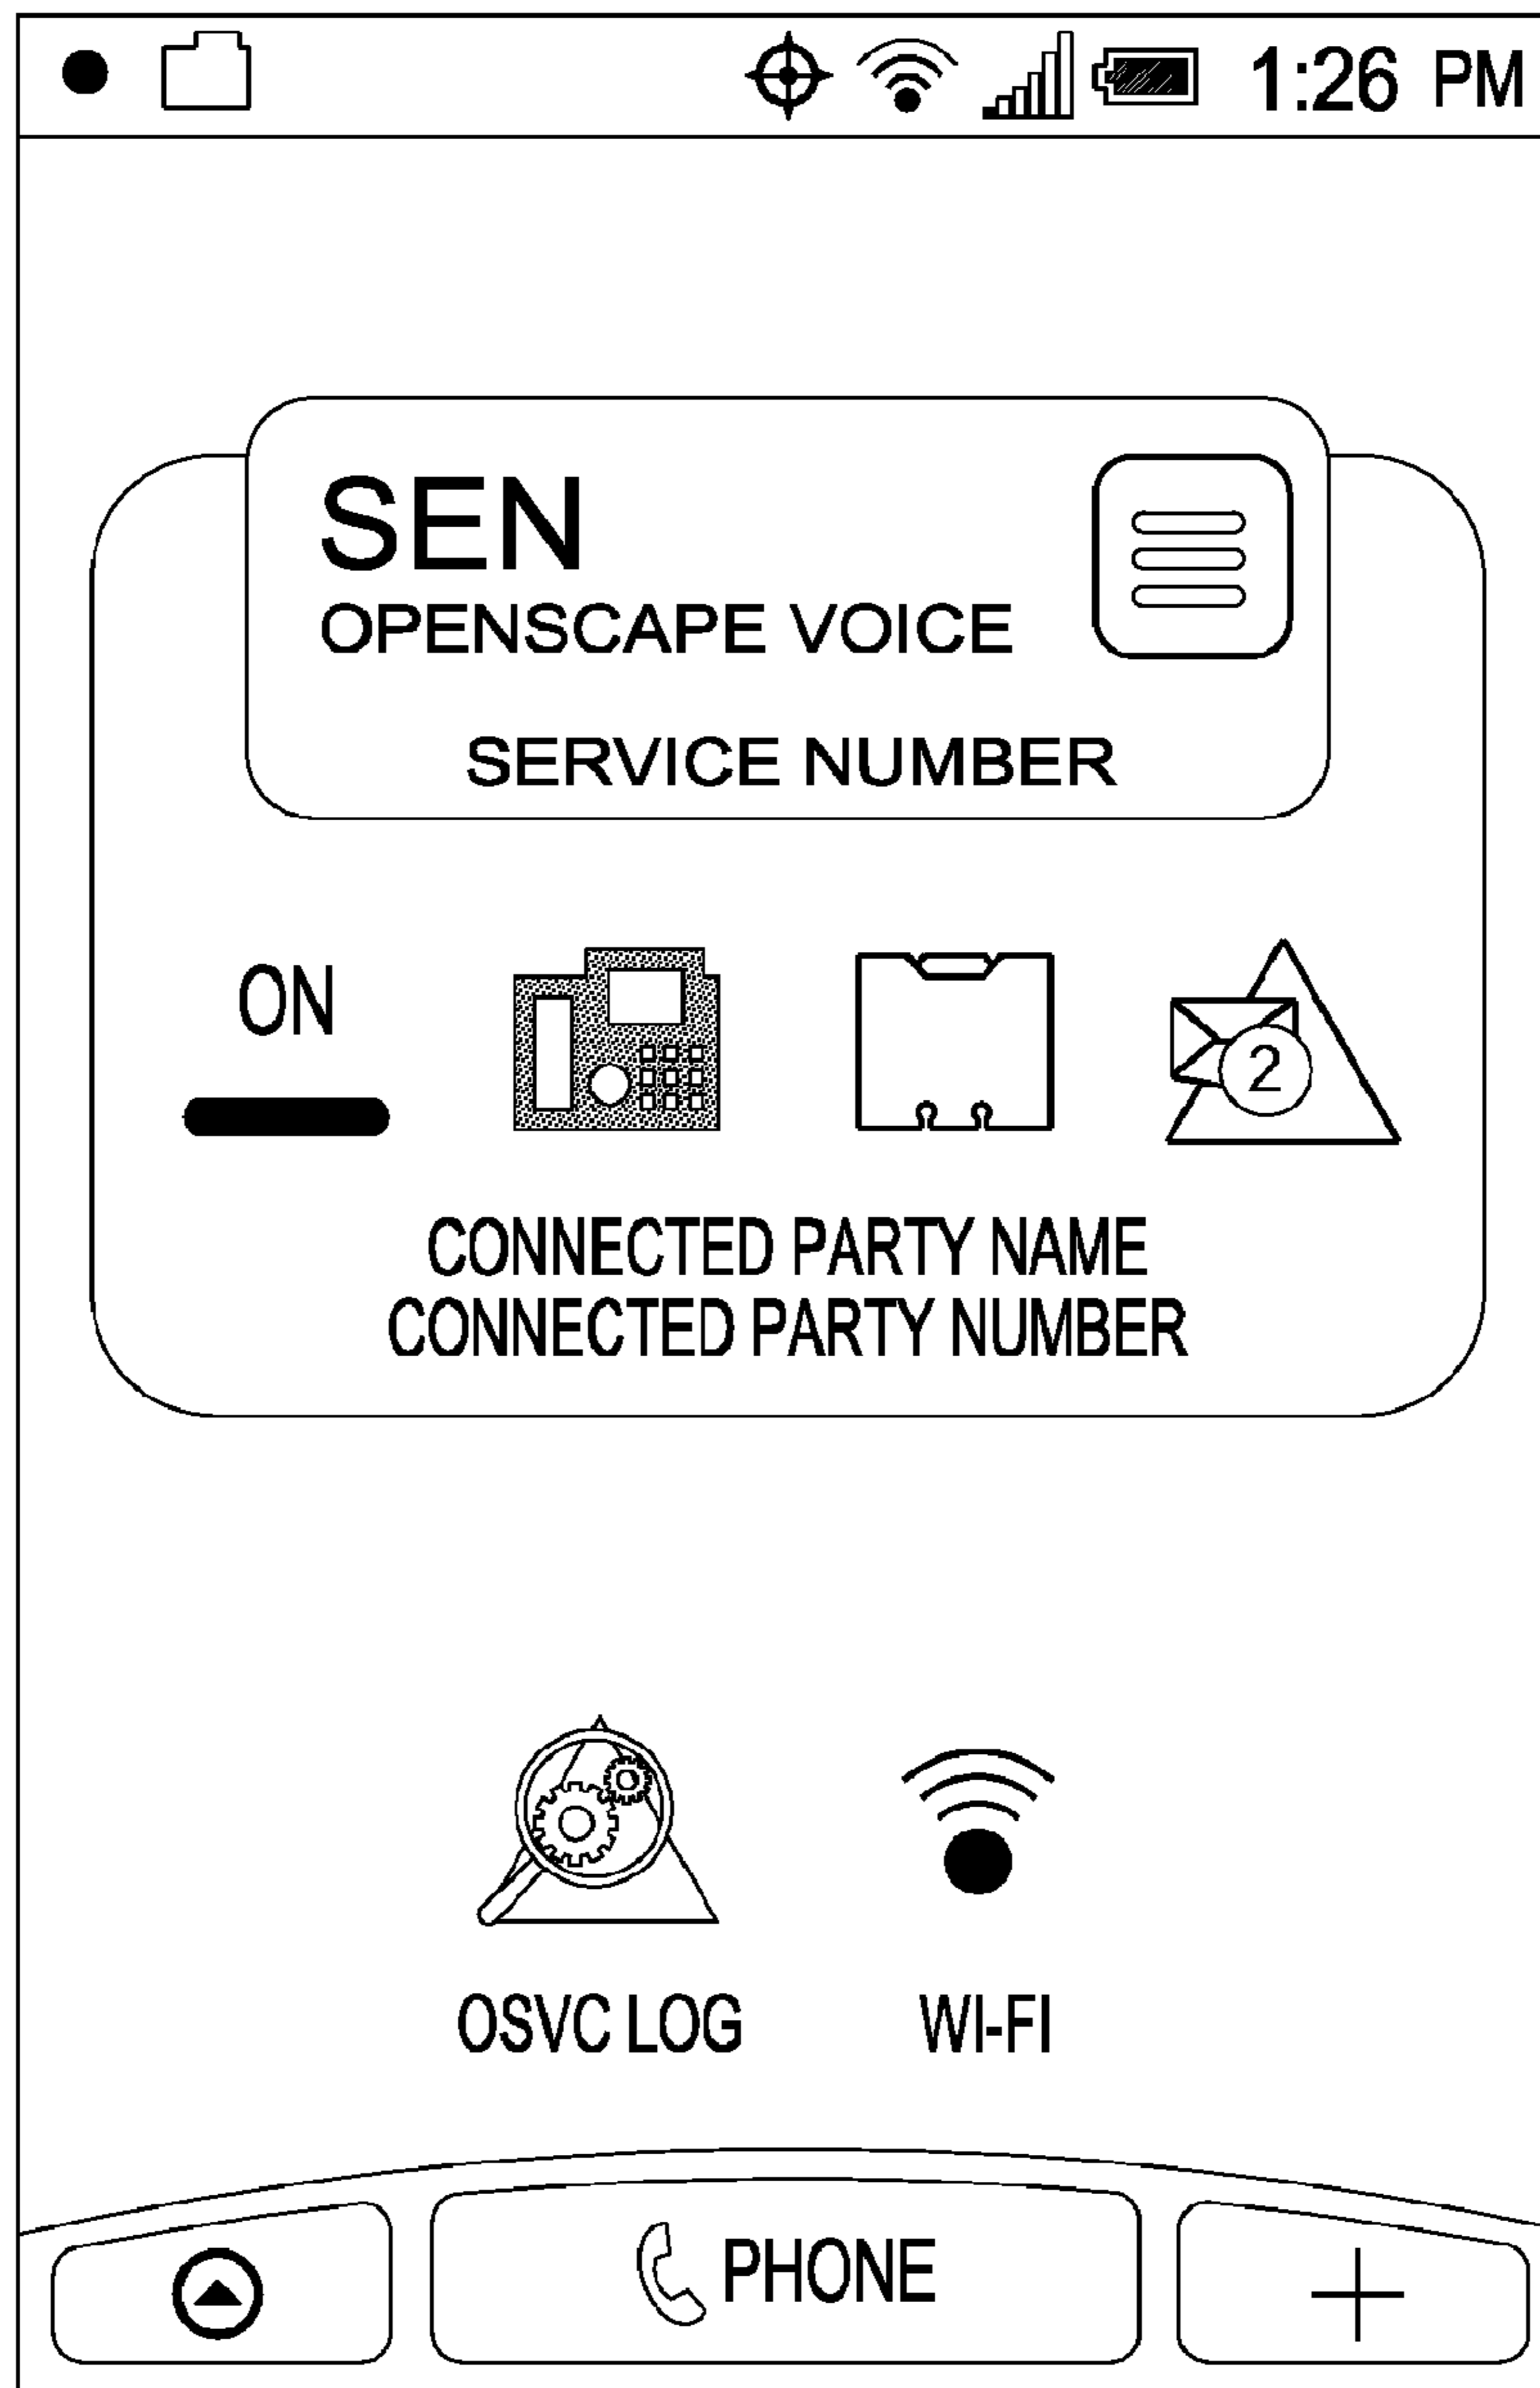 1:26 PM
SEN
OPENSCAPE VOICE
SERVICE NUMBER
ON
2
CONNECTED PARTY NAME
CONNECTED PARTY NUMBER
OSVC LOG
WI-FI
PHONE